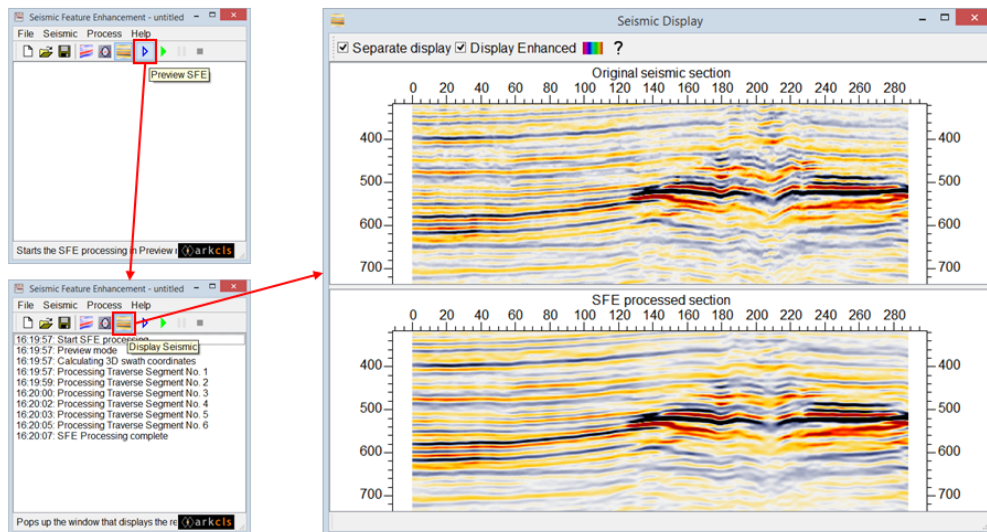 Seismic Feature Enhancement - untitled
File Seismic Process Help
Preview SFE
Starts the SFE processing in Preview r
arkcls
Seismic Feature Enhancement - untitled
File Seismic Process Help
16:19:57: Start SFE processing
Display Seismic
16:19:57: Preview mode
16:19:57: Calculating 3D swath coordinates
16:19:57: Processing Traverse Segment No. 1
16:19:59: Processing Traverse Segment No. 2
16:20:00: Processing Traverse Segment No. 3
16:20:02: Processing Traverse Segment No. 4
16:20:03: Processing Traverse Segment No. 5
16:20:05: Processing Traverse Segment No. 6
16:20:07: SFE Processing complete
Pops up the window that displays the re
arkcls
Seismic Display
Separate display Display Enhanced ?
Original seismic section
0 20 40 60 80 100 120 140 160 180 200 220 240 260 280
400 400
500 500
600 600
700 700
SFE processed section
0 20 40 60 80 100 120 140 160 180 200 220 240 260 280
400 400
500 500
600 600
700 700